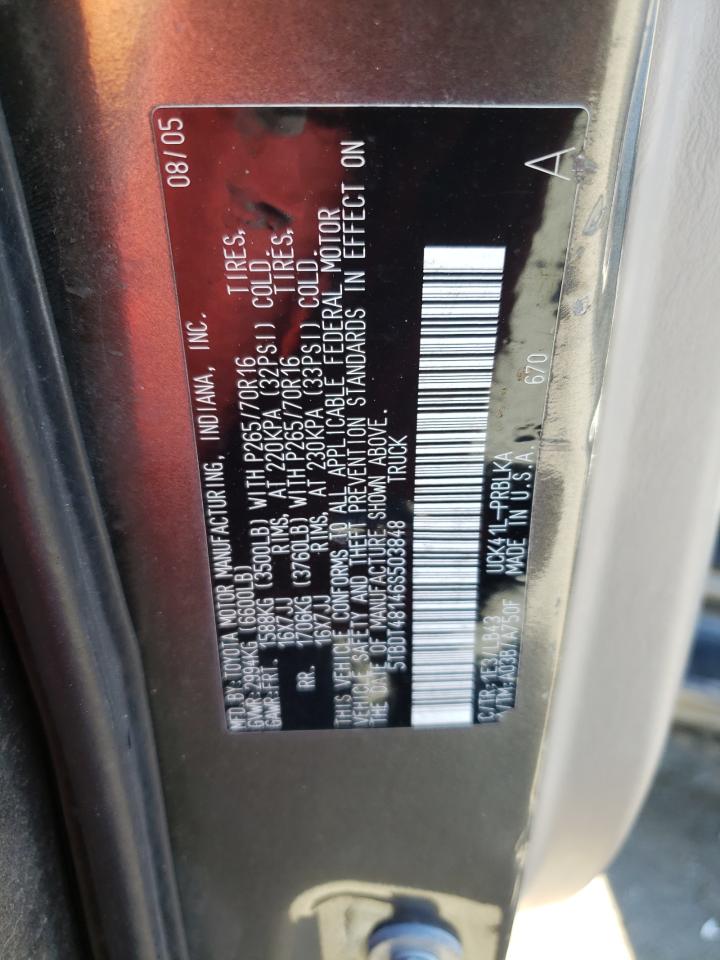 MFD. BY: TOYOTA MOTOR MANUFACTURING, INDIANA, INC. 08/05
GVWR: 2994KG (6600LB)
GAWR: FRT. 1588KG (3500LB) WITH P265/70R16 TIRES,
16X7JJ RIMS, AT 220KPA (32PSI) COLD.
RR. 1706KG (3760LB) WITH P265/70R16 TIRES,
16X7JJ RIMS, AT 230KPA (33PSI) COLD.
THIS VEHICLE CONFORMS TO ALL APPLICABLE FEDERAL MOTOR
VEHICLE SAFETY AND THEFT PREVENTION STANDARDS IN EFFECT ON
THE DATE OF MANUFACTURE SHOWN ABOVE.
5TBDT48146S503848 TRUCK
C/TR: 1E3/LB43 UCK41L-PRBLKA
A/TM: A03B/A750F MADE IN U.S.A. 670
A